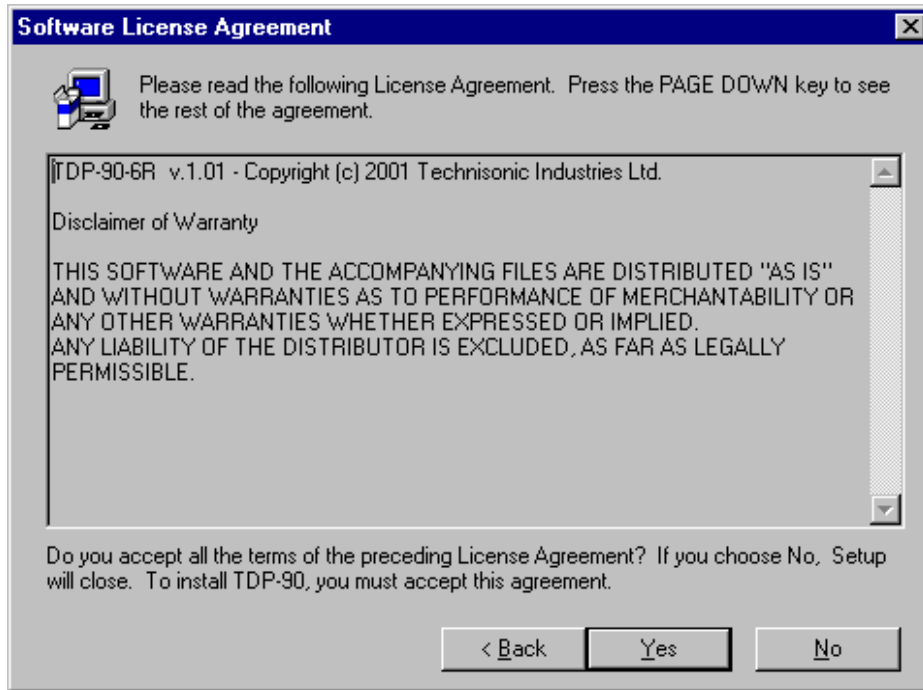 Software License Agreement
Please read the following License Agreement.  Press the PAGE DOWN key to see
the rest of the agreement.
TDP-90-6R  v.1.01 - Copyright (c) 2001 Technisonic Industries Ltd.
Disclaimer of Warranty
THIS SOFTWARE AND THE ACCOMPANYING FILES ARE DISTRIBUTED "AS IS"
AND WITHOUT WARRANTIES AS TO PERFORMANCE OF MERCHANTABILITY OR
ANY OTHER WARRANTIES WHETHER EXPRESSED OR IMPLIED.
ANY LIABILITY OF THE DISTRIBUTOR IS EXCLUDED, AS FAR AS LEGALLY
PERMISSIBLE.
Do you accept all the terms of the preceding License Agreement?  If you choose No,  Setup
will close.  To install TDP-90, you must accept this agreement.
< Back
Yes
No